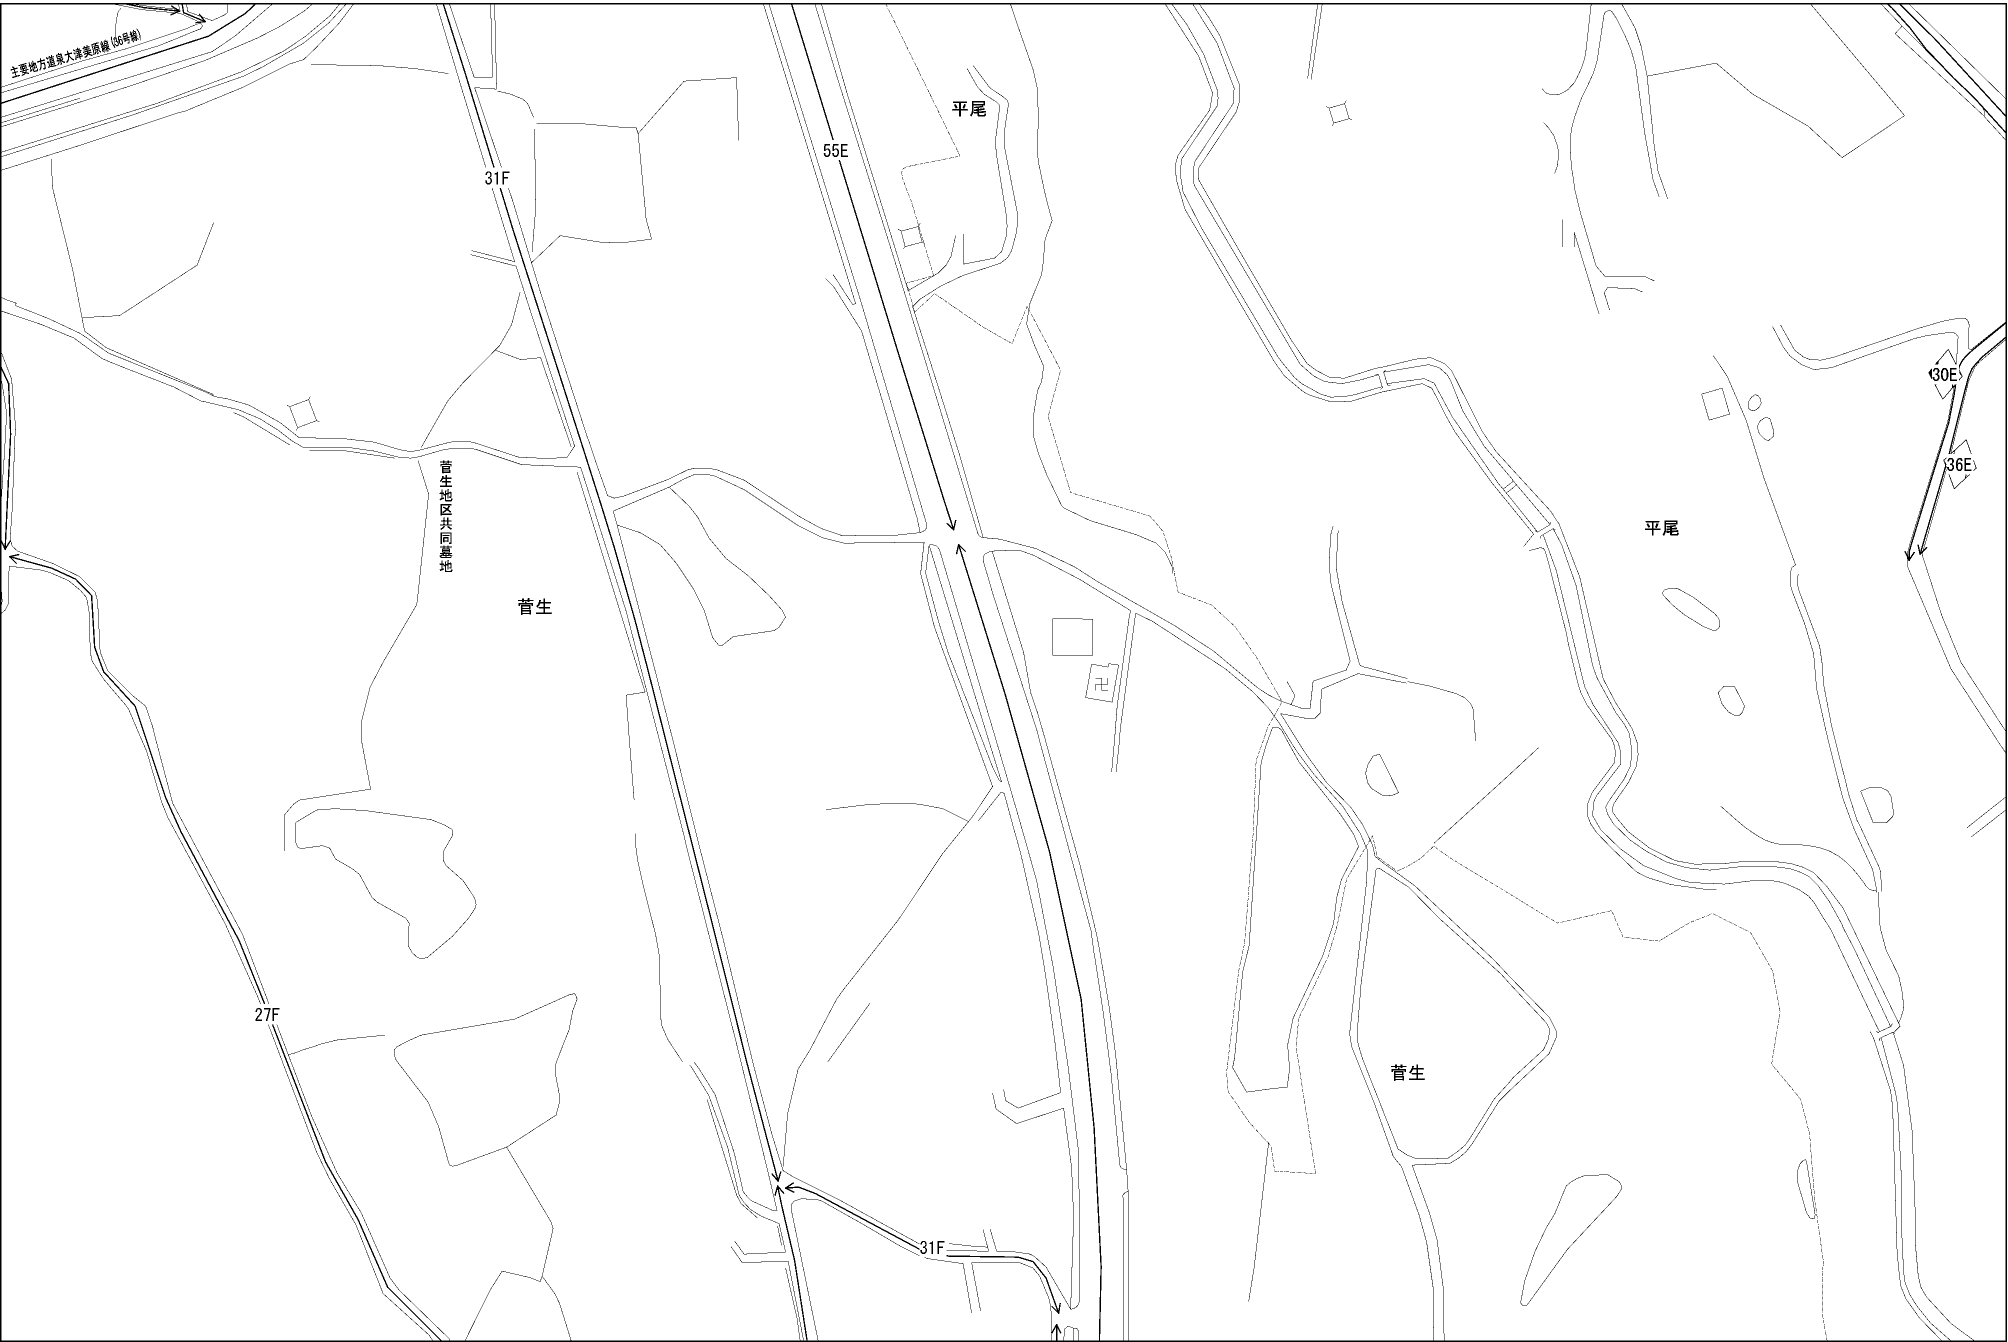 主要地方道泉大津美原線(36号線)
平尾
55E
31F
30E
36E
菅生地区共同墓地
平尾
菅生
27F
菅生
31F